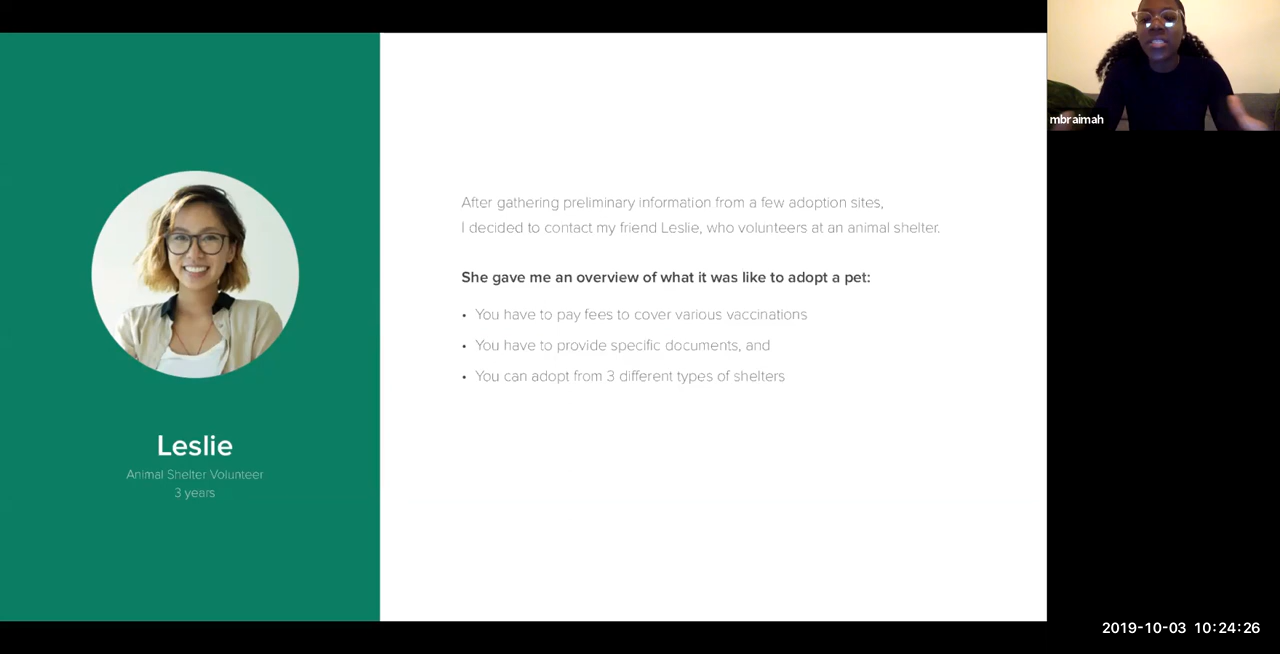 mbraimah
After gathering preliminary information from a few adoption sites,
I decided to contact my friend Leslie, who volunteers at an animal shelter.
She gave me an overview of what it was like to adopt a pet:
• You have to pay fees to cover various vaccinations
• You have to provide specific documents, and
• You can adopt from 3 different types of shelters
Leslie
Animal Shelter Volunteer
3 years
2019-10-03 10:24:26